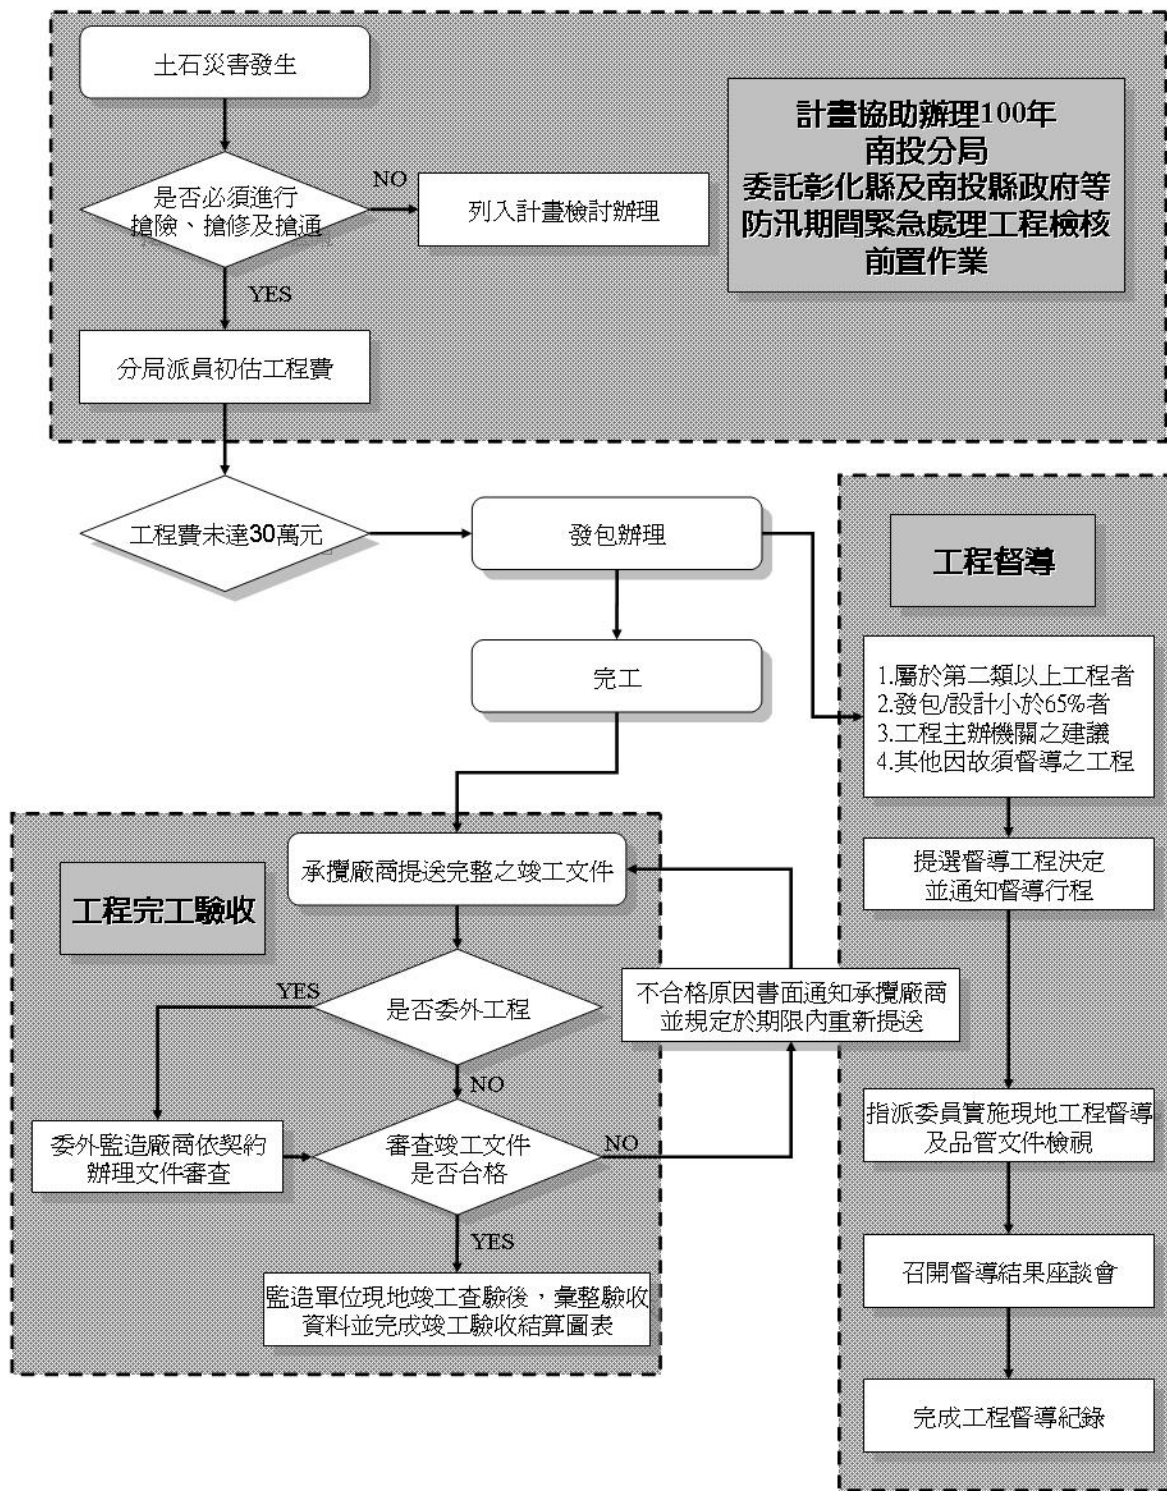 土石災害發生
計畫協助辦理100年
南投分局
委託彰化縣及南投縣政府等
防汛期間緊急處理工程檢核
前置作業
是否必須進行
搶險、搶修及搶通
NO
列入計畫檢討辦理
YES
分局派員初估工程費
工程費未達30萬元
發包辦理
完工
工程督導
1.屬於第二類以上工程者
2.發包/設計小於65%者
3.工程主辦機關之建議
4.其他因故須督導之工程
提選督導工程決定
並通知督導行程
指派委員實施現地工程督導
及品管文件檢視
召開督導結果座談會
完成工程督導紀錄
工程完工驗收
承攬廠商提送完整之竣工文件
是否委外工程
YES
NO
委外監造廠商依契約
辦理文件審查
審查竣工文件
是否合格
NO
不合格原因書面通知承攬廠商
並規定於期限內重新提送
YES
監造單位現地竣工查驗後，彙整驗收
資料並完成竣工驗收結算圖表